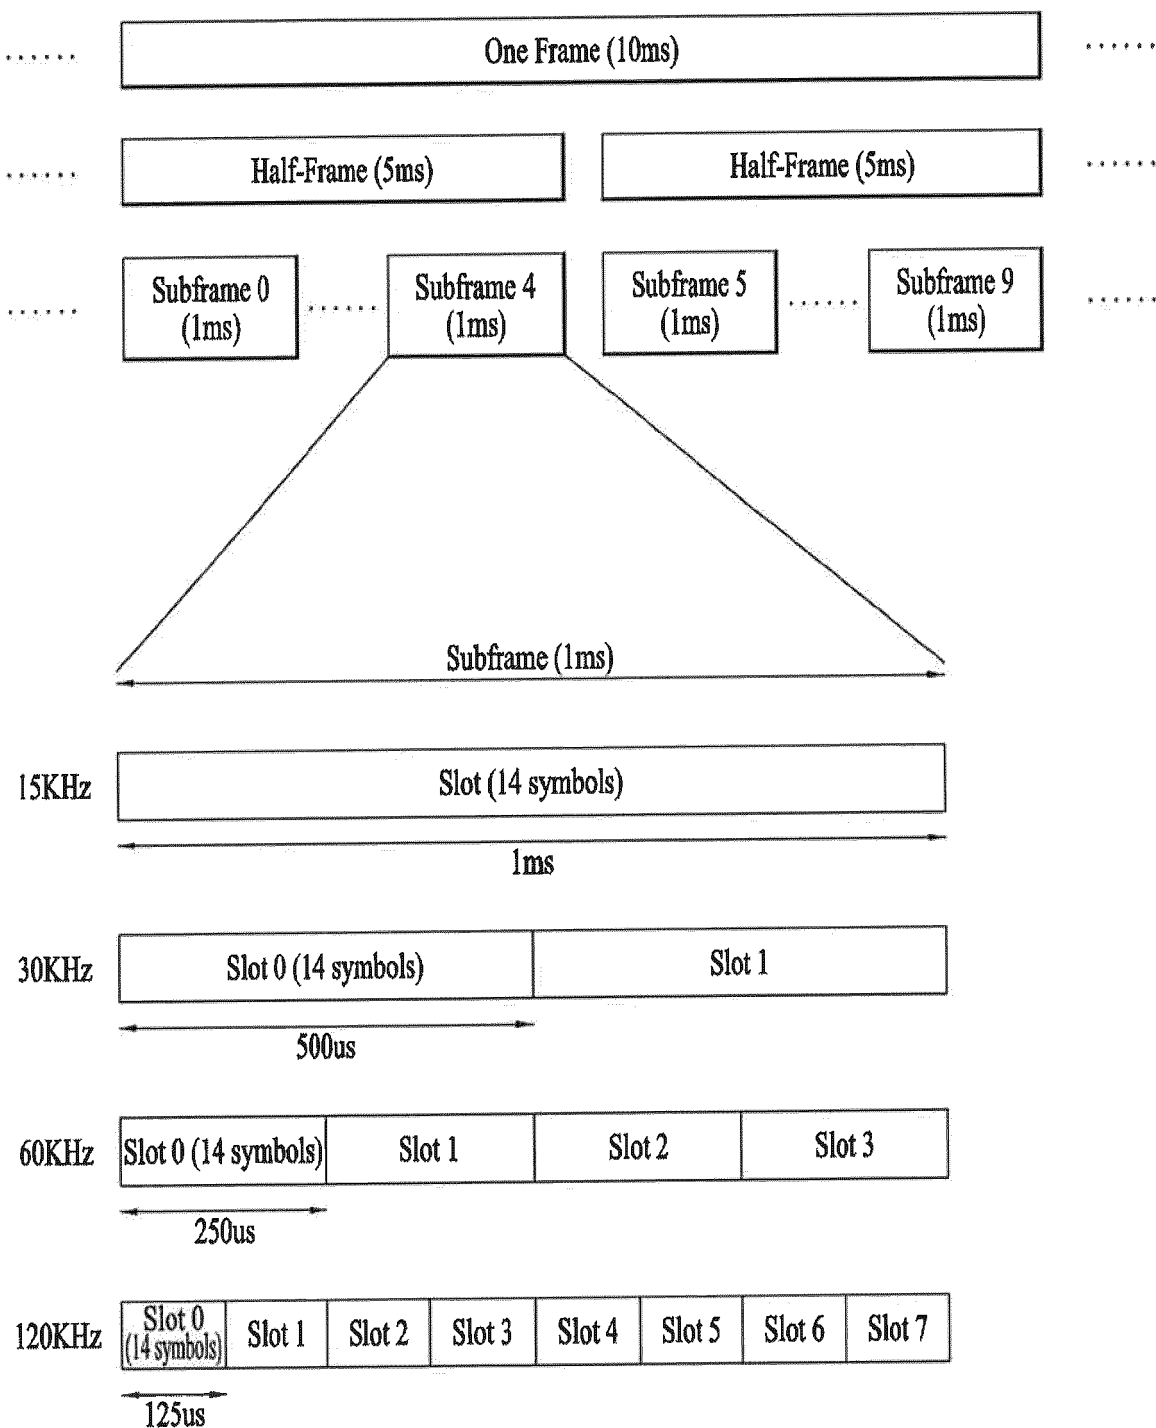 One Frame (10ms)
Half-Frame (5ms)
Half-Frame (5ms)
Subframe 0
(1ms)
Subframe 4
(1ms)
Subframe 5
(1ms)
Subframe 9
(1ms)
Subframe (1ms)
15KHz
Slot (14 symbols)
1ms
30KHz
Slot 0 (14 symbols)
Slot 1
500us
60KHz
Slot 0 (14 symbols)
Slot 1
Slot 2
Slot 3
250us
120KHz
Slot 0
(14 symbols)
Slot 1
Slot 2
Slot 3
Slot 4
Slot 5
Slot 6
Slot 7
125us